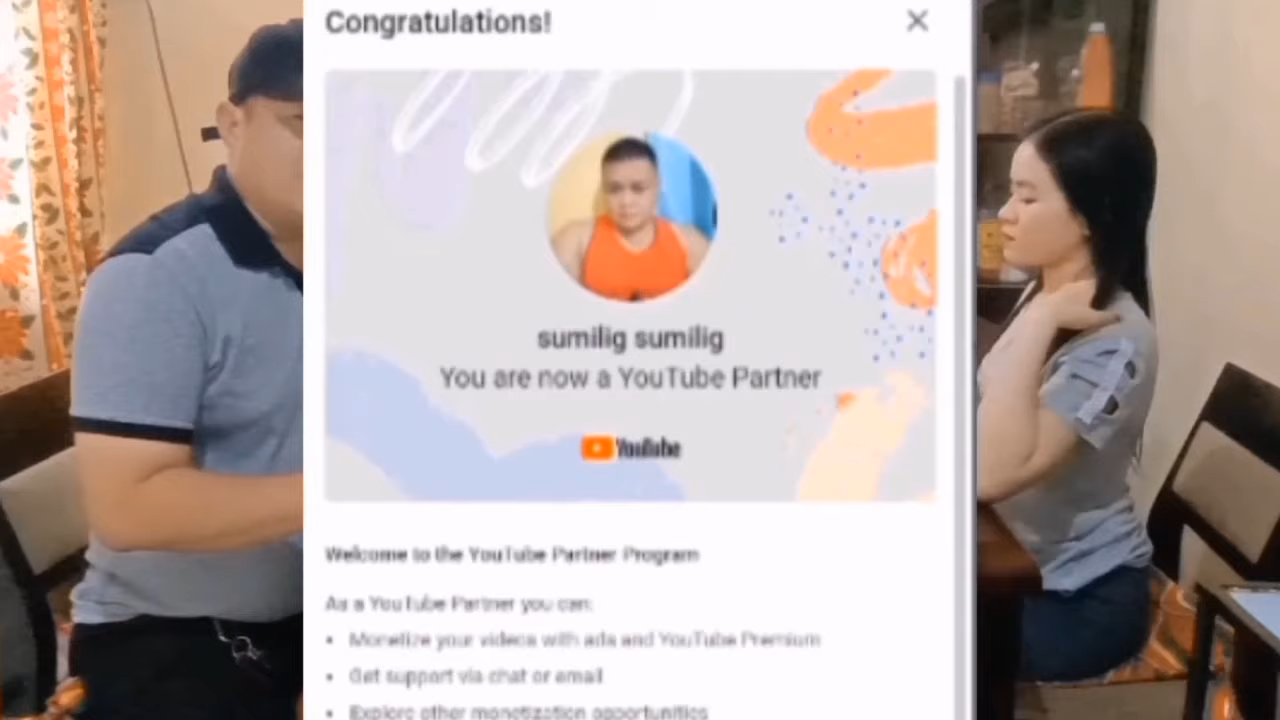 Congratulations!
sumilig sumilig
You are now a YouTube Partner
YouTube
Welcome to the YouTube Partner Program
As a YouTube Partner you can:
• Monetize your videos with ads and YouTube Premium
• Get support via chat or email
• Explore other monetization opportunities